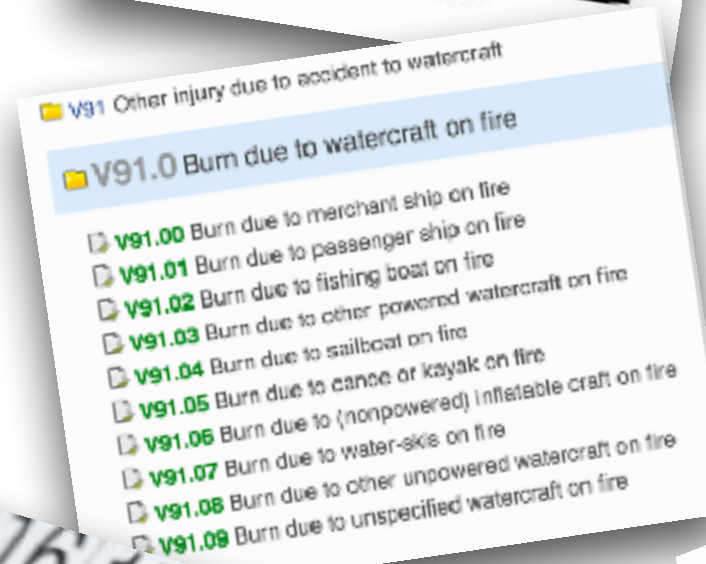 V91 Other injury due to accident to watercraft
V91.0 Burn due to watercraft on fire
V91.00 Burn due to merchant ship on fire
V91.01 Burn due to passenger ship on fire
V91.02 Burn due to fishing boat on fire
V91.03 Burn due to other powered watercraft on fire
V91.04 Burn due to sailboat on fire
V91.05 Burn due to canoe or kayak on fire
V91.06 Burn due to (nonpowered) inflatable craft on fire
V91.07 Burn due to water-skis on fire
V91.08 Burn due to other unpowered watercraft on fire
V91.09 Burn due to unspecified watercraft on fire